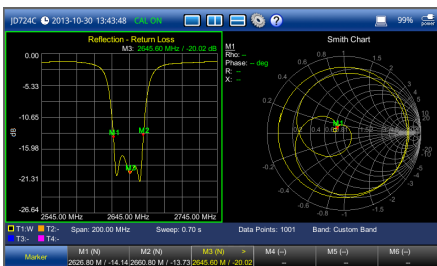 JD724C 2013-10-30 13:43:48 CAL ON 99% power
Reflection - Return Loss
M3: 2645.60 MHz / -20.02 dB
0.00
-5.33
-10.65
-15.98
-21.31
-26.64
dB
M1 M2
M3
2545.00 MHz 2645.00 MHz 2745.00 MHz
Smith Chart
M1
Rho: --
Phase: -- deg
R: --
X: --
M1
T1:W T2:- Span: 200.00 MHz Sweep: 0.70 s Data Points: 1001 Band: Custom Band
T3:- T4:-
Marker
M1 (N) M2 (N) M3 (N) > M4 (--) M5 (--) M6 (--)
2626.80 M / -14.14 2660.80 M / -13.73 2645.60 M / -20.02 -- -- --